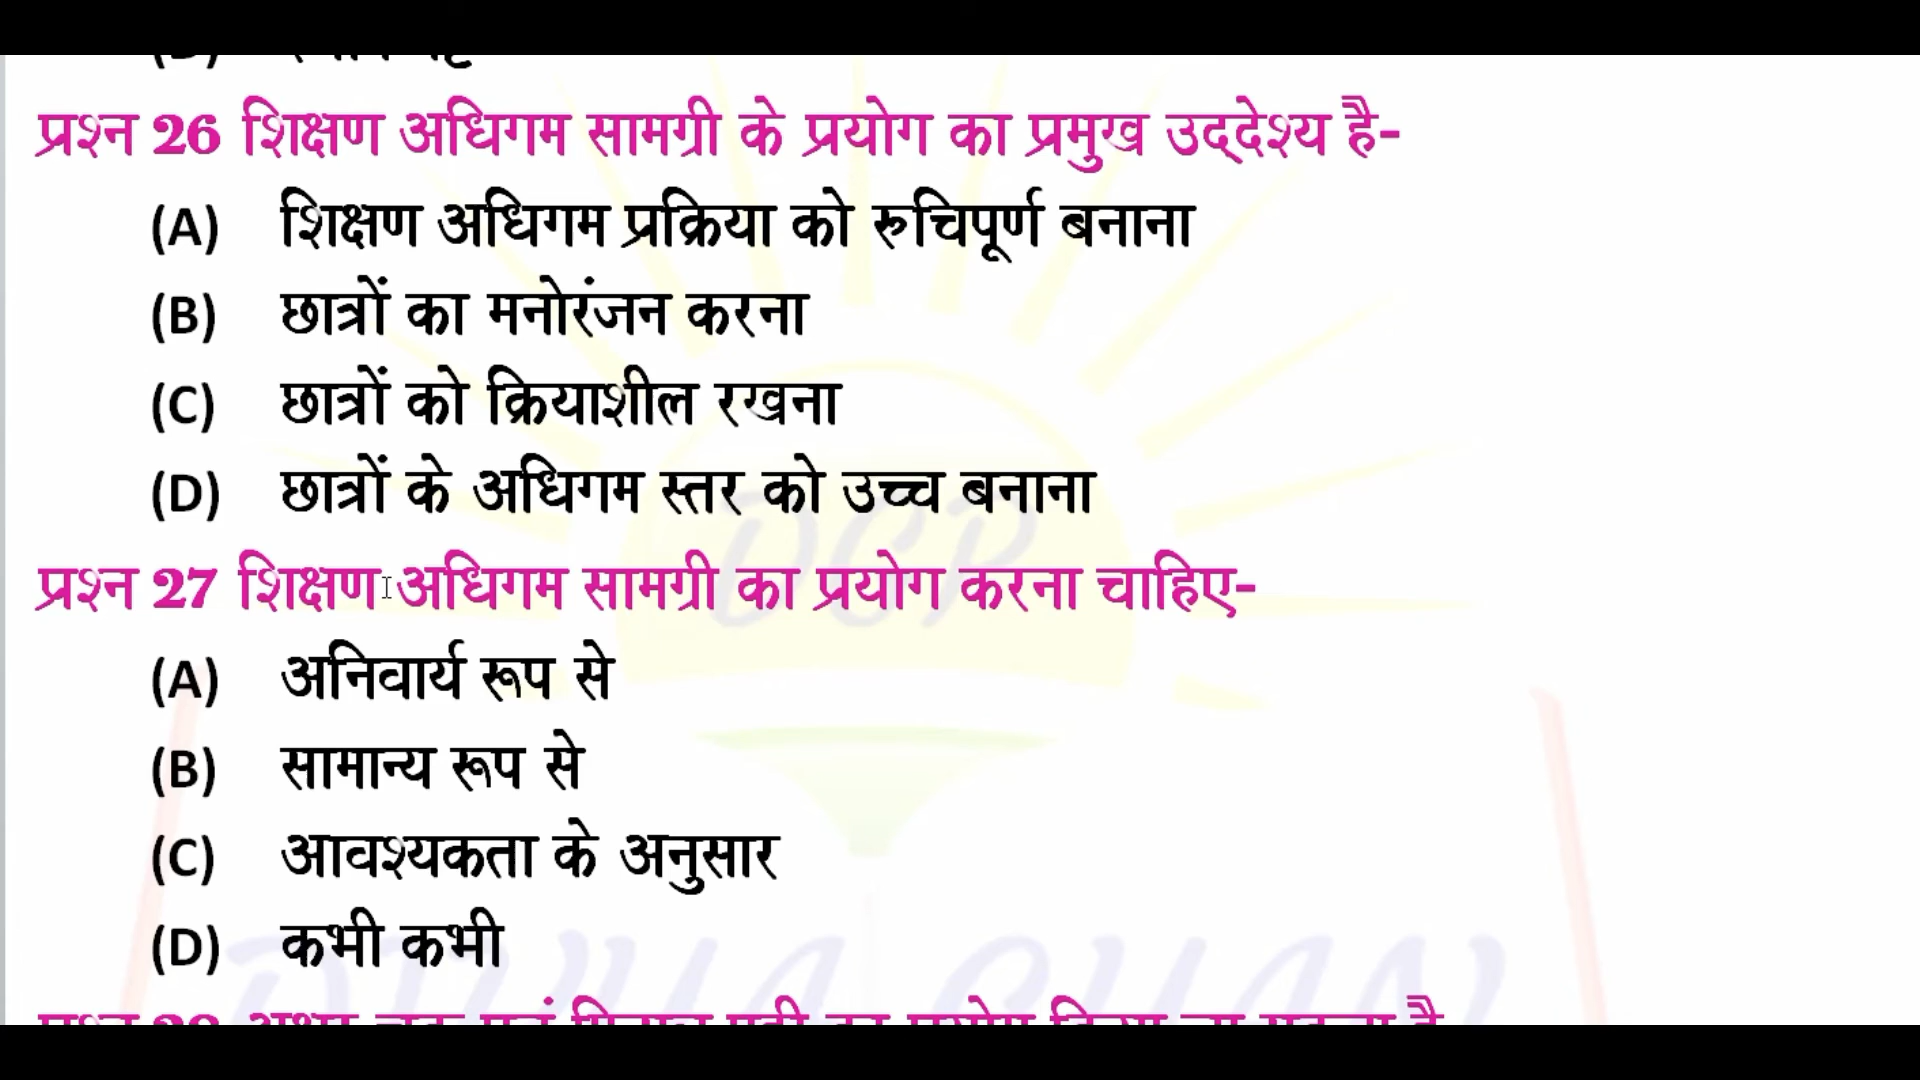 प्रश्न 26 शिक्षण अधिगम सामग्री के प्रयोग का प्रमुख उद्देश्य है-
(A) शिक्षण अधिगम प्रक्रिया को रुचिपूर्ण बनाना
(B) छात्रों का मनोरंजन करना
(C) छात्रों को क्रियाशील रखना
(D) छात्रों के अधिगम स्तर को उच्च बनाना
DCP
प्रश्न 27 शिक्षण अधिगम सामग्री का प्रयोग करना चाहिए-
(A) अनिवार्य रूप से
(B) सामान्य रूप से
(C) आवश्यकता के अनुसार
(D) कभी कभी